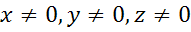 x ≠ 0, y ≠ 0, z ≠ 0